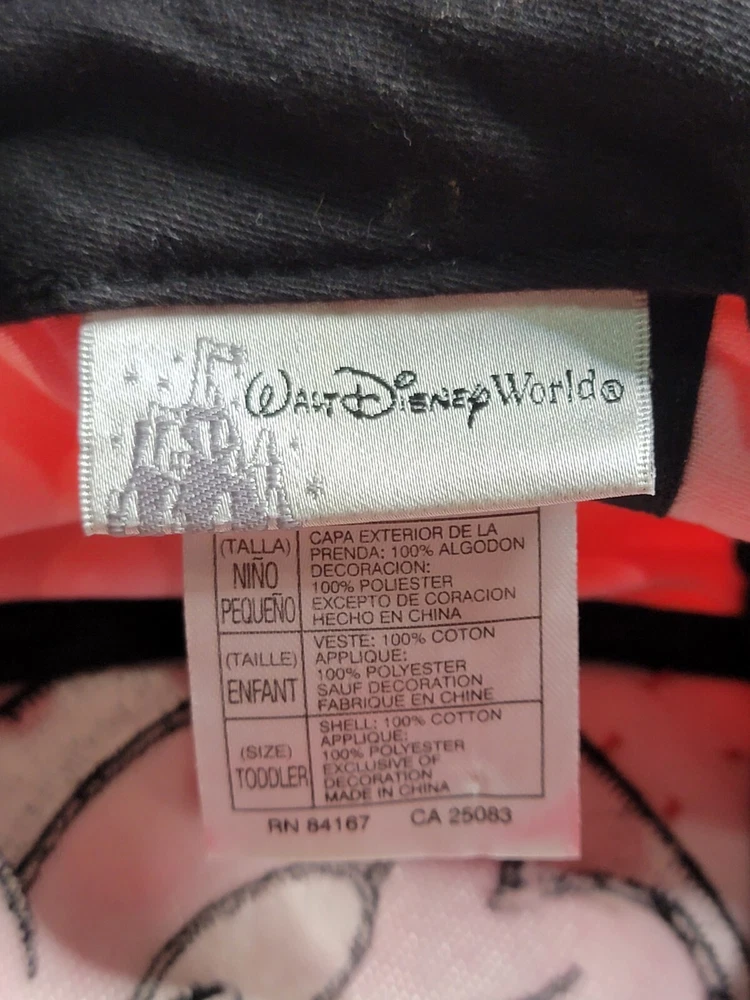 Walt Disney World®
(TALLA)
NIÑO
PEQUEÑO
CAPA EXTERIOR DE LA
PRENDA: 100% ALGODON
DECORACION:
100% POLIESTER
EXCEPTO DE CORACION
HECHO EN CHINA
(TAILLE)
ENFANT
VESTE: 100% COTON
APPLIQUE:
100% POLYESTER
SAUF DECORATION
FABRIQUE EN CHINE
(SIZE)
TODDLER
SHELL: 100% COTTON
APPLIQUE:
100% POLYESTER
EXCLUSIVE OF
DECORATION
MADE IN CHINA
RN 84167 CA 25083